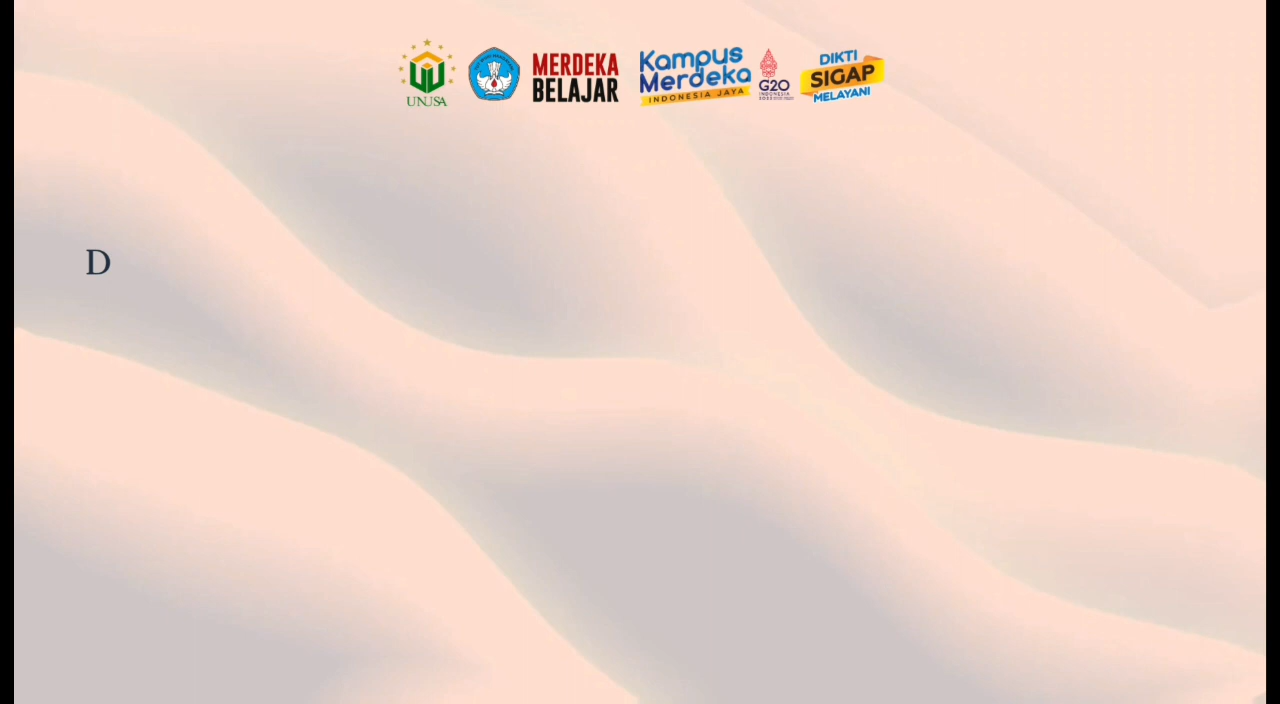 UNUSA
MERDEKA
BELAJAR
Kampus
Merdeka
INDONESIA JAYA
G20
INDONESIA
DIKTI
SIGAP
MELAYANI
D